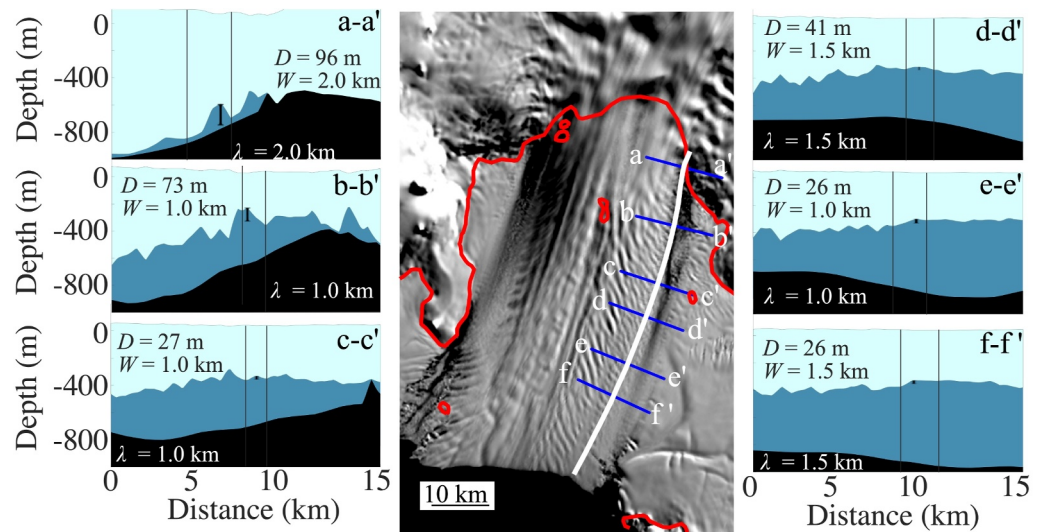 a-a'
D = 96 m
W = 2.0 km
λ = 2.0 km
0
-400
-800
Depth (m)
b-b'
D = 73 m
W = 1.0 km
λ = 1.0 km
0
-400
-800
Depth (m)
c-c'
D = 27 m
W = 1.0 km
λ = 1.0 km
0
-400
-800
Depth (m)
0
5
10
15
Distance (km)
a
a'
b
b'
c
c'
d
d'
e
e'
f
f'
10 km
d-d'
D = 41 m
W = 1.5 km
λ = 1.5 km
e-e'
D = 26 m
W = 1.0 km
λ = 1.0 km
f-f'
D = 26 m
W = 1.5 km
λ = 1.5 km
0
5
10
15
Distance (km)